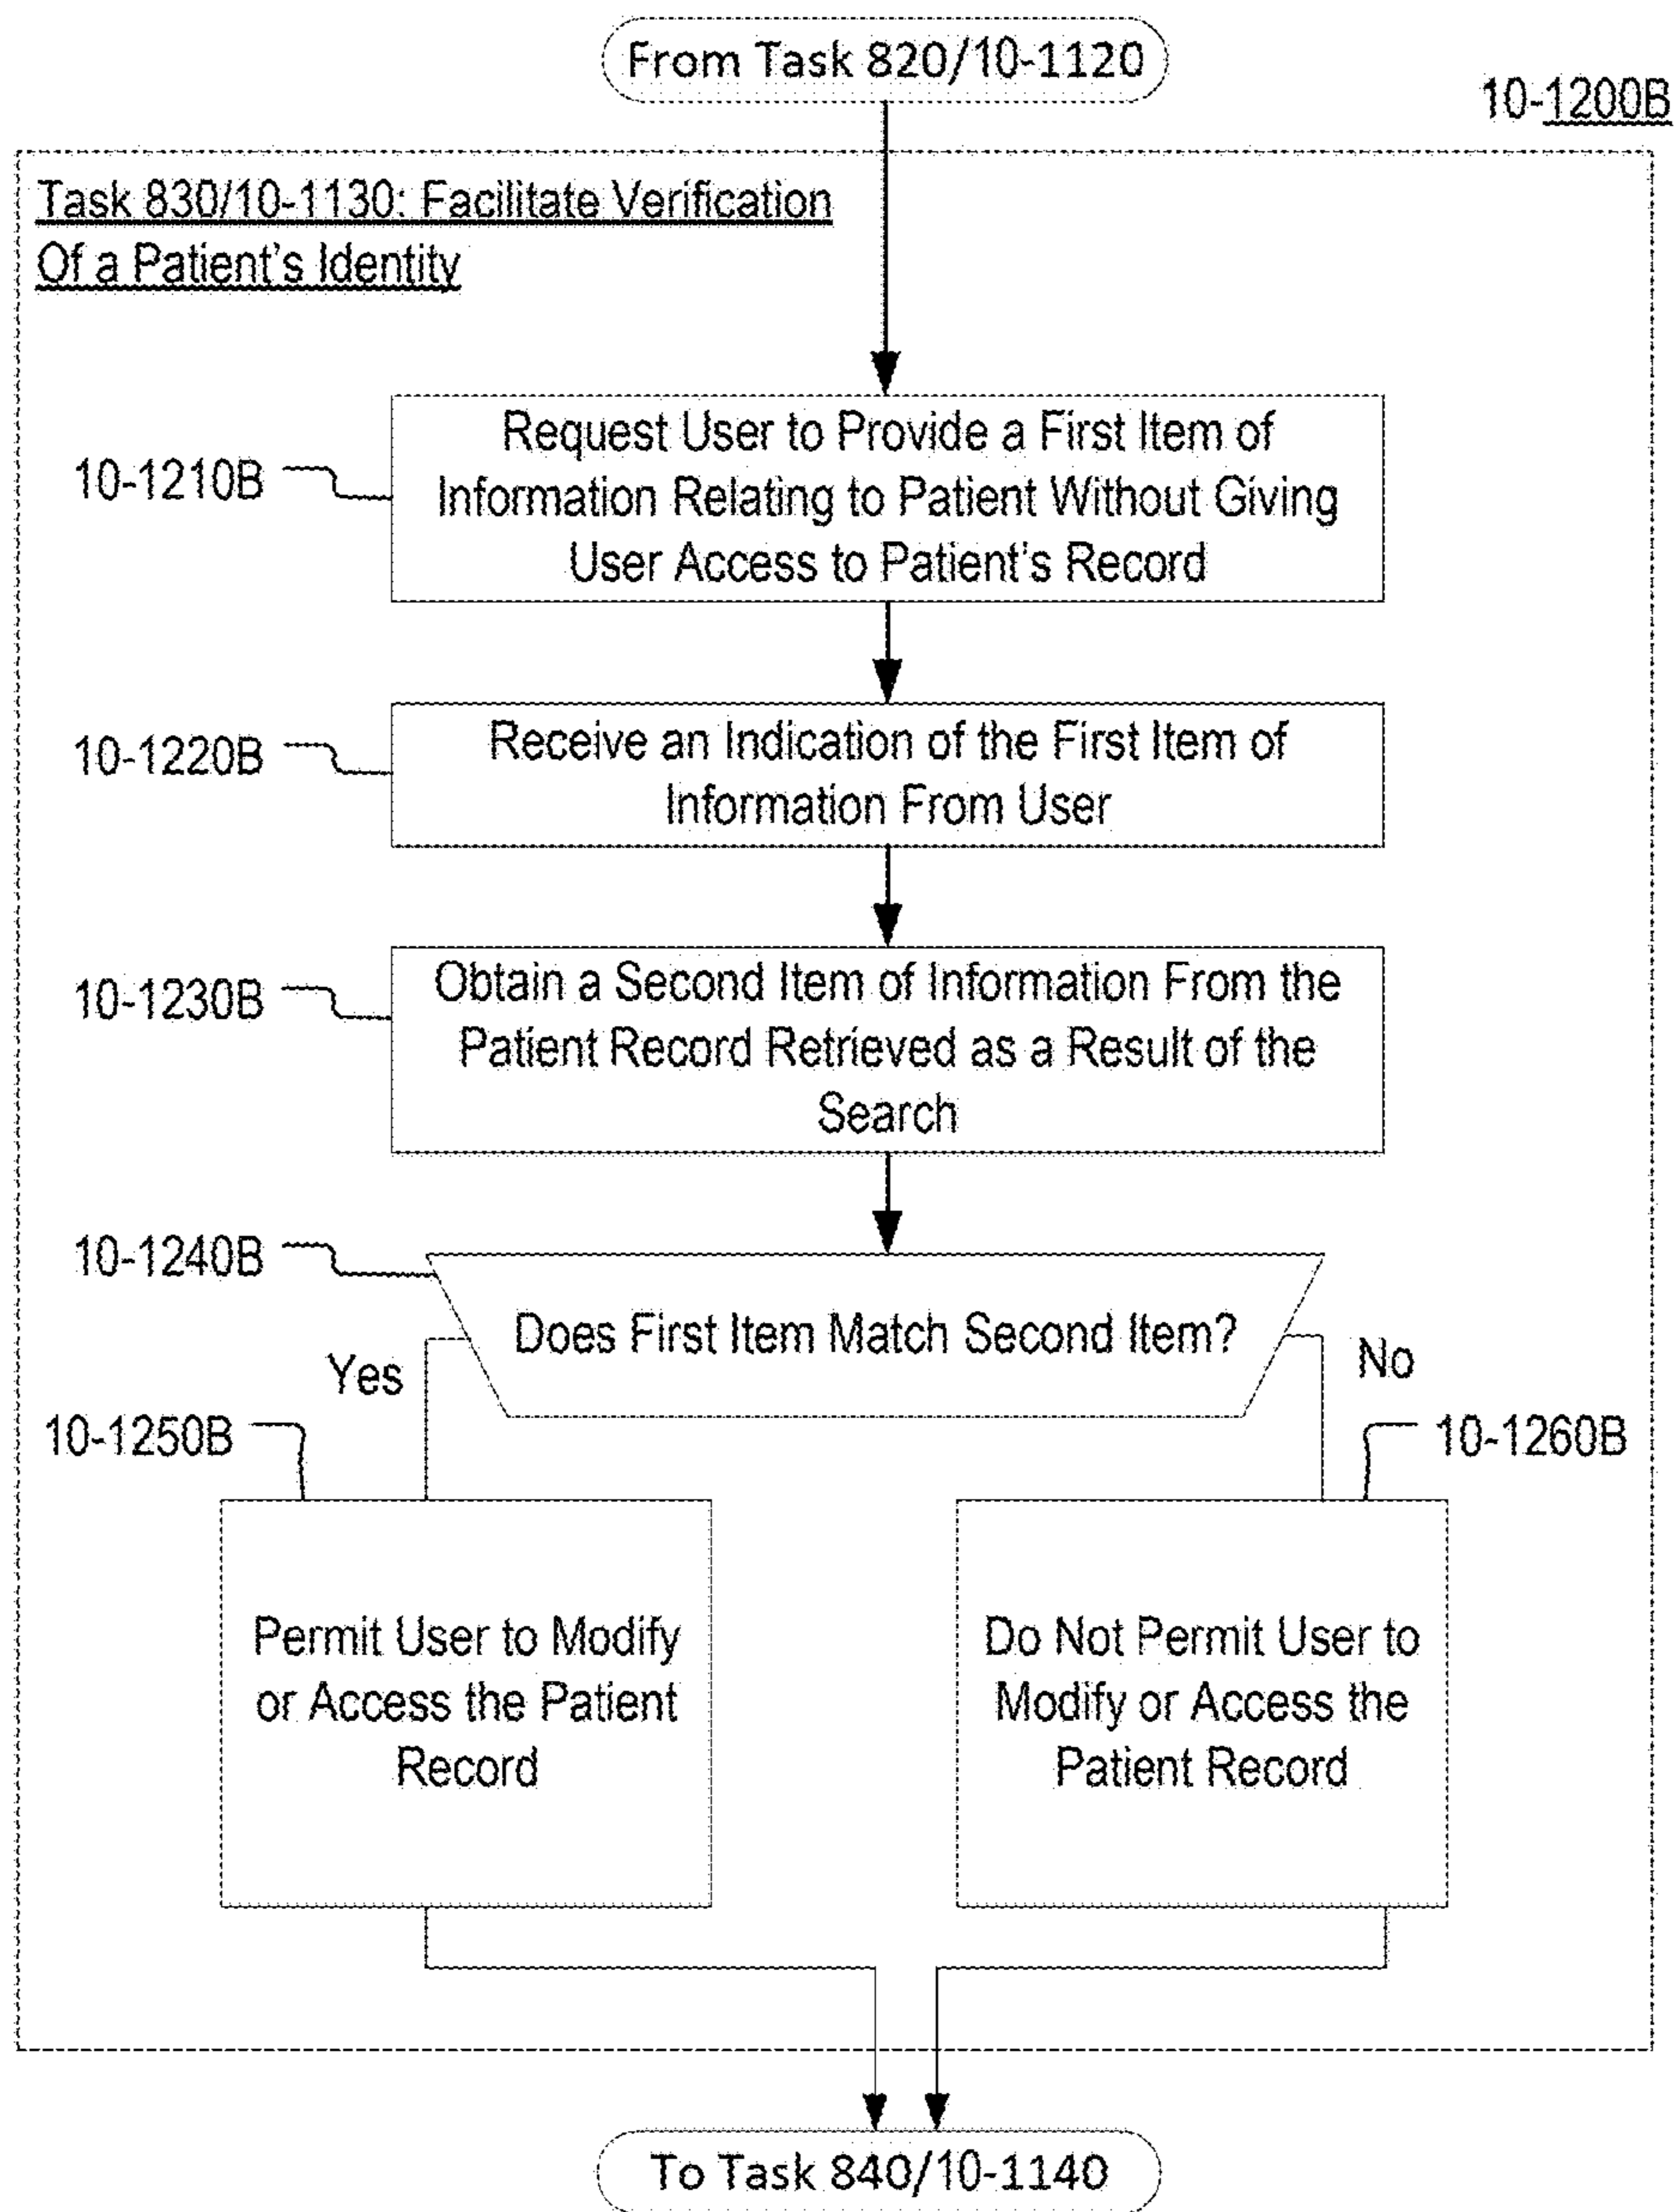 From Task 820/10-1120
10-1200B
Task 830/10-1130: Facilitate Verification
Of a Patient's Identity
10-1210B
Request User to Provide a First Item of
Information Relating to Patient Without Giving
User Access to Patient's Record
10-1220B
Receive an Indication of the First Item of
Information From User
10-1230B
Obtain a Second Item of Information From the
Patient Record Retrieved as a Result of the
Search
10-1240B
Does First Item Match Second Item?
Yes
No
10-1250B
10-1260B
Permit User to Modify
or Access the Patient
Record
Do Not Permit User to
Modify or Access the
Patient Record
To Task 840/10-1140